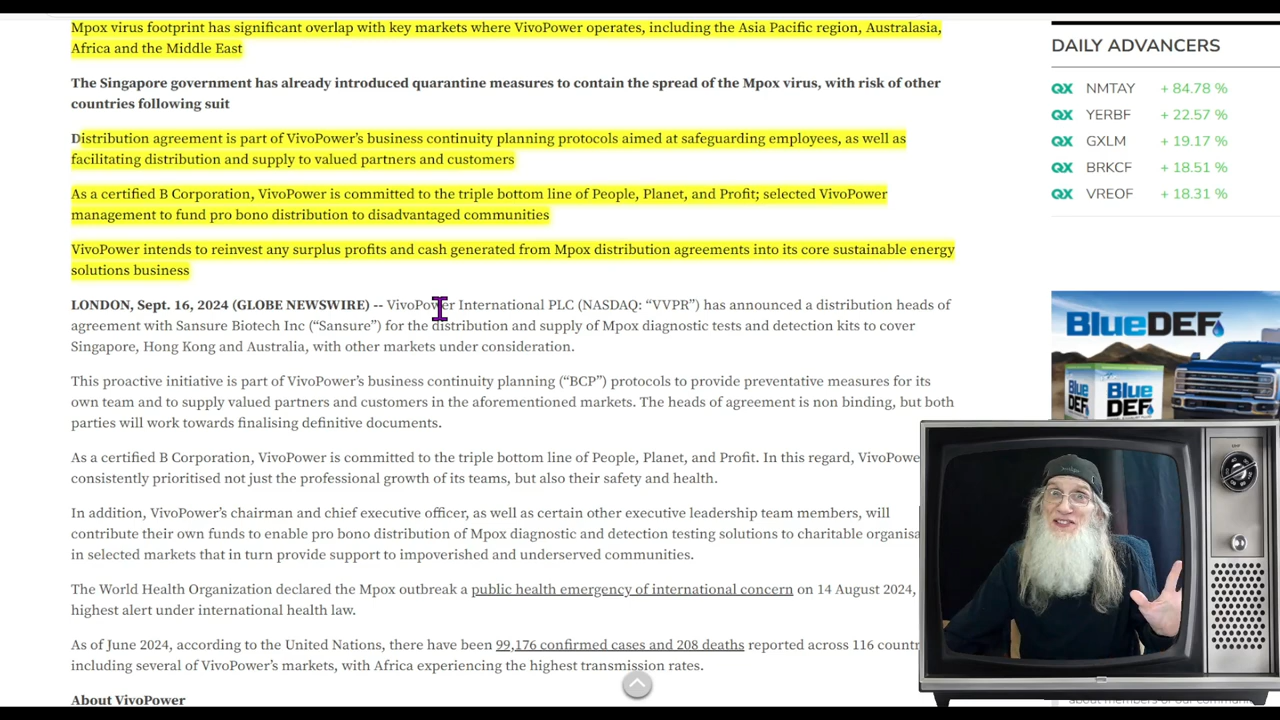 Mpox virus footprint has significant overlap with key markets where VivoPower operates, including the Asia Pacific region, Australasia,
Africa and the Middle East
The Singapore government has already introduced quarantine measures to contain the spread of the Mpox virus, with risk of other
countries following suit
Distribution agreement is part of VivoPower's business continuity planning protocols aimed at safeguarding employees, as well as
facilitating distribution and supply to valued partners and customers
As a certified B Corporation, VivoPower is committed to the triple bottom line of People, Planet, and Profit; selected VivoPower
management to fund pro bono distribution to disadvantaged communities
VivoPower intends to reinvest any surplus profits and cash generated from Mpox distribution agreements into its core sustainable energy
solutions business
LONDON, Sept. 16, 2024 (GLOBE NEWSWIRE) -- VivoPower International PLC (NASDAQ: “VVPR”) has announced a distribution heads of
agreement with Sansure Biotech Inc (“Sansure”) for the distribution and supply of Mpox diagnostic tests and detection kits to cover
Singapore, Hong Kong and Australia, with other markets under consideration.
This proactive initiative is part of VivoPower's business continuity planning (“BCP”) protocols to provide preventative measures for its
own team and to supply valued partners and customers in the aforementioned markets. The heads of agreement is non binding, but both
parties will work towards finalising definitive documents.
As a certified B Corporation, VivoPower is committed to the triple bottom line of People, Planet, and Profit. In this regard, VivoPowe
consistently prioritised not just the professional growth of its teams, but also their safety and health.
In addition, VivoPower's chairman and chief executive officer, as well as certain other executive leadership team members, will
contribute their own funds to enable pro bono distribution of Mpox diagnostic and detection testing solutions to charitable organisa
in selected markets that in turn provide support to impoverished and underserved communities.
The World Health Organization declared the Mpox outbreak a public health emergency of international concern on 14 August 2024,
highest alert under international health law.
As of June 2024, according to the United Nations, there have been 99,176 confirmed cases and 208 deaths reported across 116 countr
including several of VivoPower's markets, with Africa experiencing the highest transmission rates.
About VivoPower
DAILY ADVANCERS
QX NMTAY + 84.78 %
QX YERBF + 22.57 %
QX GXLM + 19.17 %
QX BRKCF + 18.51 %
QX VREOF + 18.31 %
BlueDEF
Blue
DEF
Blue
DEF